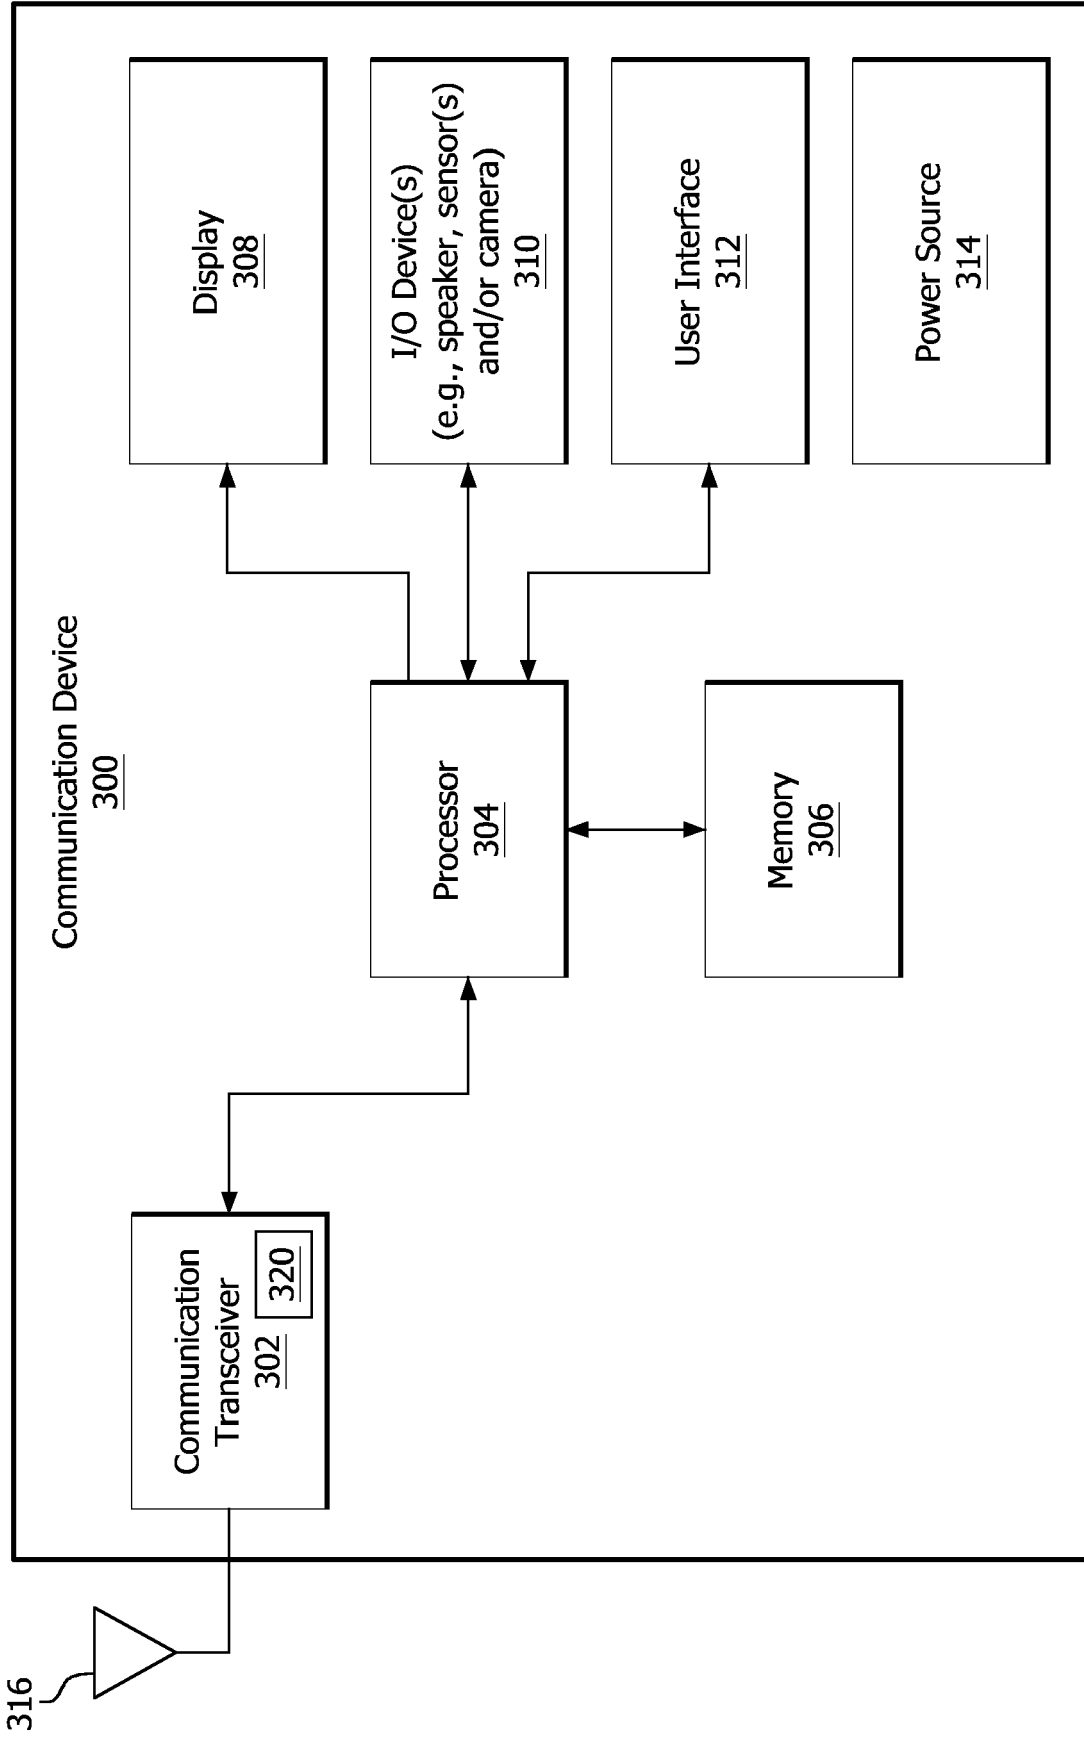 Communication Device
300
316
Communication
Transceiver
302
320
Processor
304
Memory
306
Display
308
I/O Device(s)
(e.g., speaker, sensor(s)
and/or camera)
310
User Interface
312
Power Source
314